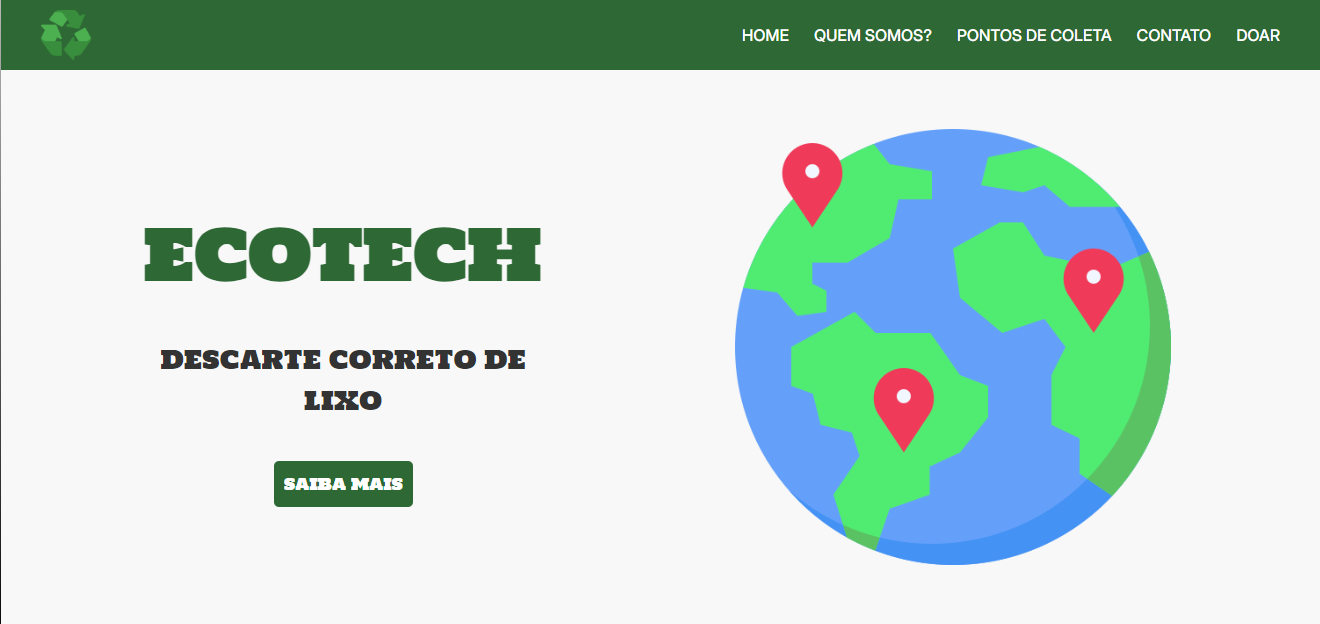 HOME QUEM SOMOS? PONTOS DE COLETA CONTATO DOAR
ECOTECH
DESCARTE CORRETO DE
LIXO
SAIBA MAIS